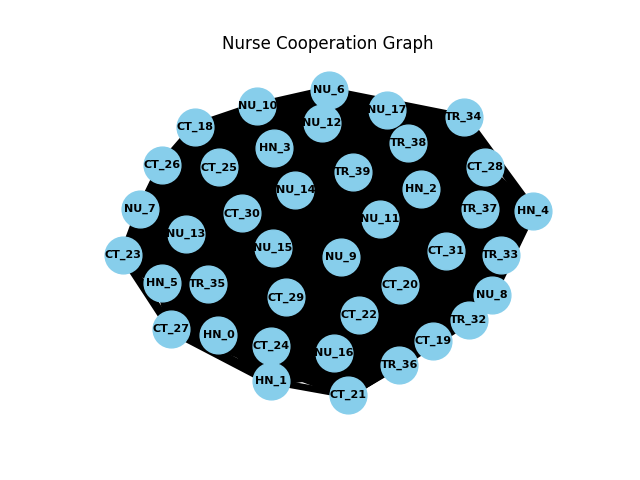 Nurse Cooperation Graph
NU_6
NU_10
NU_17
TR_34
NU_12
CT_18
TR_38
HN_3
CT_26
CT_25
CT_28
TR_39
NU_14
HN_2
NU_7
CT_30
TR_37
HN_4
NU_11
NU_13
NU_15
CT_31
CT_23
NU_9
TR_33
HN_5
TR_35
CT_20
NU_8
CT_29
CT_22
TR_32
CT_27
HN_0
CT_19
CT_24
NU_16
TR_36
HN_1
CT_21